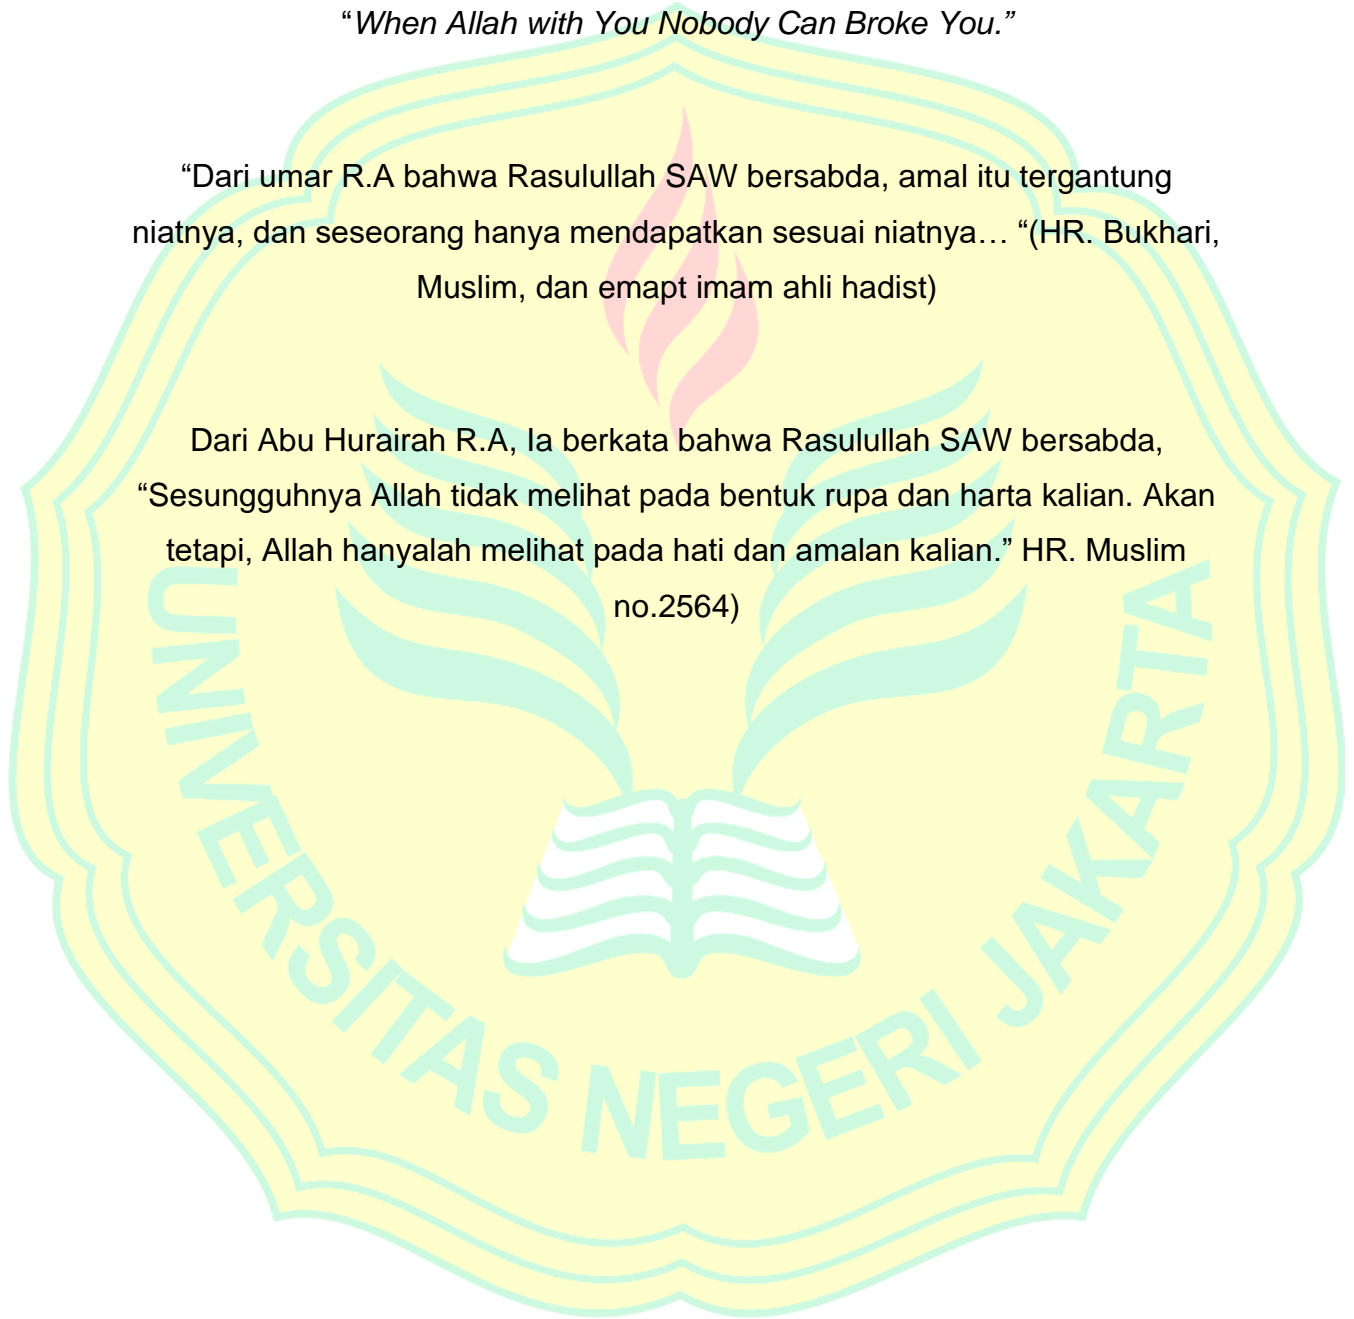 “When Allah with You Nobody Can Broke You.”
“Dari umar R.A bahwa Rasulullah SAW bersabda, amal itu tergantung
niatnya, dan seseorang hanya mendapatkan sesuai niatnya… “(HR. Bukhari,
Muslim, dan emapt imam ahli hadist)
Dari Abu Hurairah R.A, Ia berkata bahwa Rasulullah SAW bersabda,
“Sesungguhnya Allah tidak melihat pada bentuk rupa dan harta kalian. Akan
tetapi, Allah hanyalah melihat pada hati dan amalan kalian.” HR. Muslim
no.2564)
UNIVERSITAS NEGERI JAKARTA